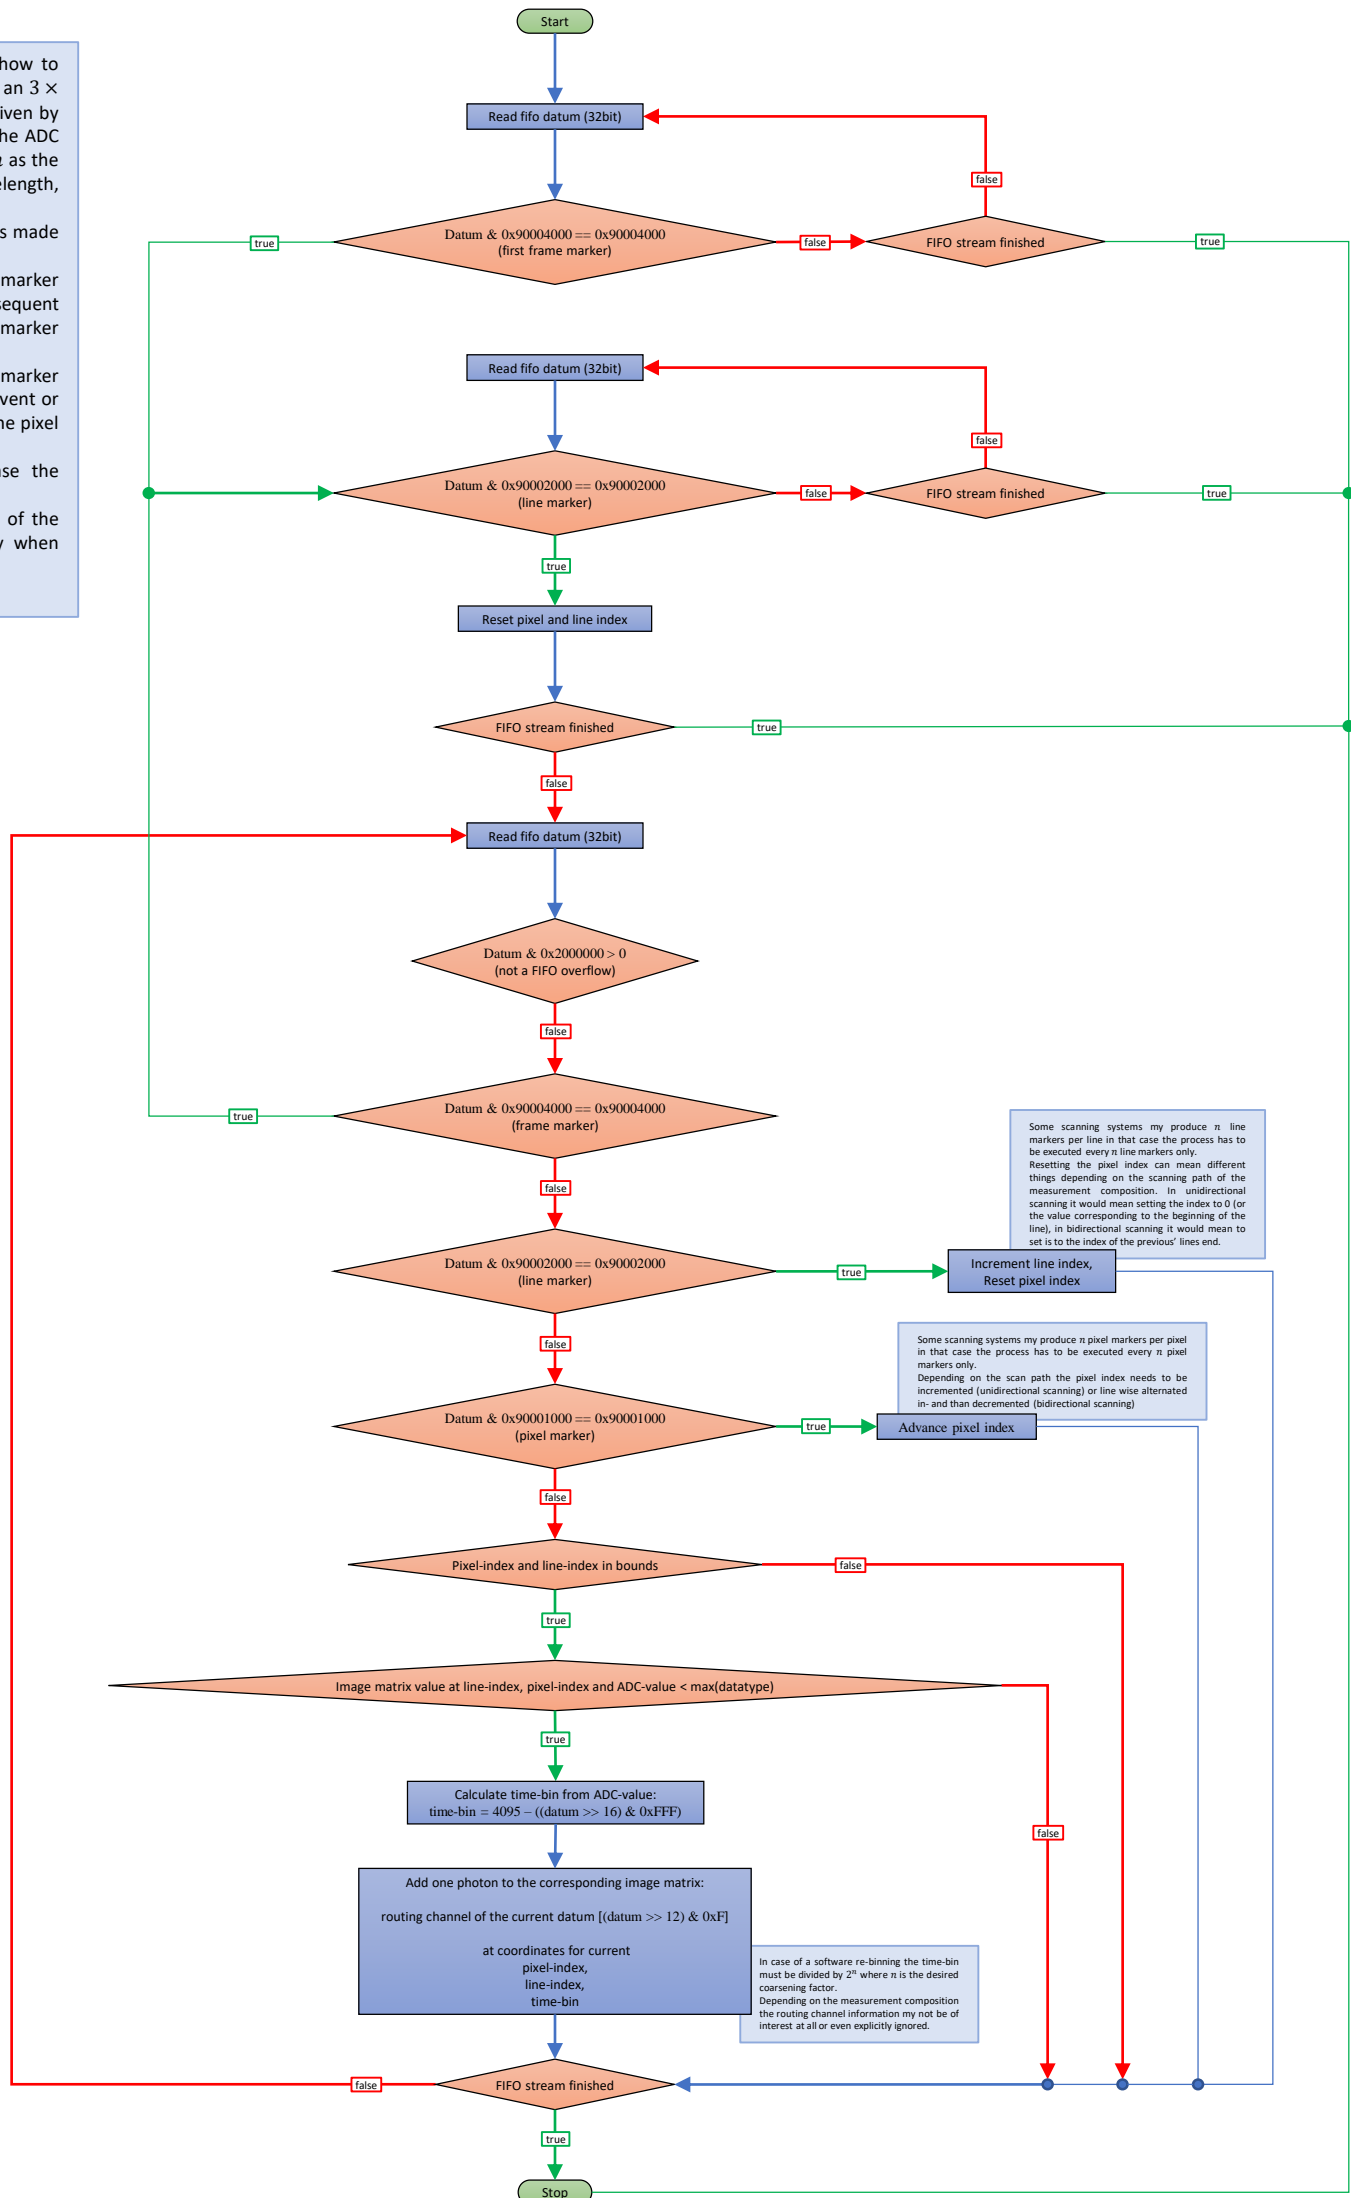 Start
how to
an 3 ×
iven by
he ADC
as the
elength,
s made
marker
sequent
marker
marker
vent or
ne pixel
se the
of the
y when
Read fifo datum (32bit)
false
Datum & 0x90004000 == 0x90004000
(first frame marker)
true
false
FIFO stream finished
true
Read fifo datum (32bit)
false
Datum & 0x90002000 == 0x90002000
(line marker)
false
FIFO stream finished
true
true
Reset pixel and line index
FIFO stream finished
true
false
Read fifo datum (32bit)
Datum & 0x2000000 > 0
(not a FIFO overflow)
false
Datum & 0x90004000 == 0x90004000
(frame marker)
true
false
Some scanning systems my produce n line
markers per line in that case the process has to
be executed every n line markers only.
Resetting the pixel index can mean different
things depending on the scanning path of the
measurement composition. In unidirectional
scanning it would mean setting the index to 0 (or
the value corresponding to the beginning of the
line), in bidirectional scanning it would mean to
set is to the index of the previous' lines end.
Datum & 0x90002000 == 0x90002000
(line marker)
true
Increment line index,
Reset pixel index
false
Some scanning systems my produce n pixel markers per pixel
in that case the process has to be executed every n pixel
markers only.
Depending on the scan path the pixel index needs to be
incremented (unidirectional scanning) or line wise alternated
in- and than decremented (bidirectional scanning)
Datum & 0x90001000 == 0x90001000
(pixel marker)
true
Advance pixel index
false
Pixel-index and line-index in bounds
false
true
Image matrix value at line-index, pixel-index and ADC-value < max(datatype)
true
false
Calculate time-bin from ADC-value:
time-bin = 4095 – ((datum >> 16) & 0xFFF)
Add one photon to the corresponding image matrix:
routing channel of the current datum [(datum >> 12) & 0xF]
at coordinates for current
pixel-index,
line-index,
time-bin
In case of a software re-binning the time-bin
must be divided by 2ⁿ where n is the desired
coarsening factor.
Depending on the measurement composition
the routing channel information my not be of
interest at all or even explicitly ignored.
FIFO stream finished
false
true
Stop